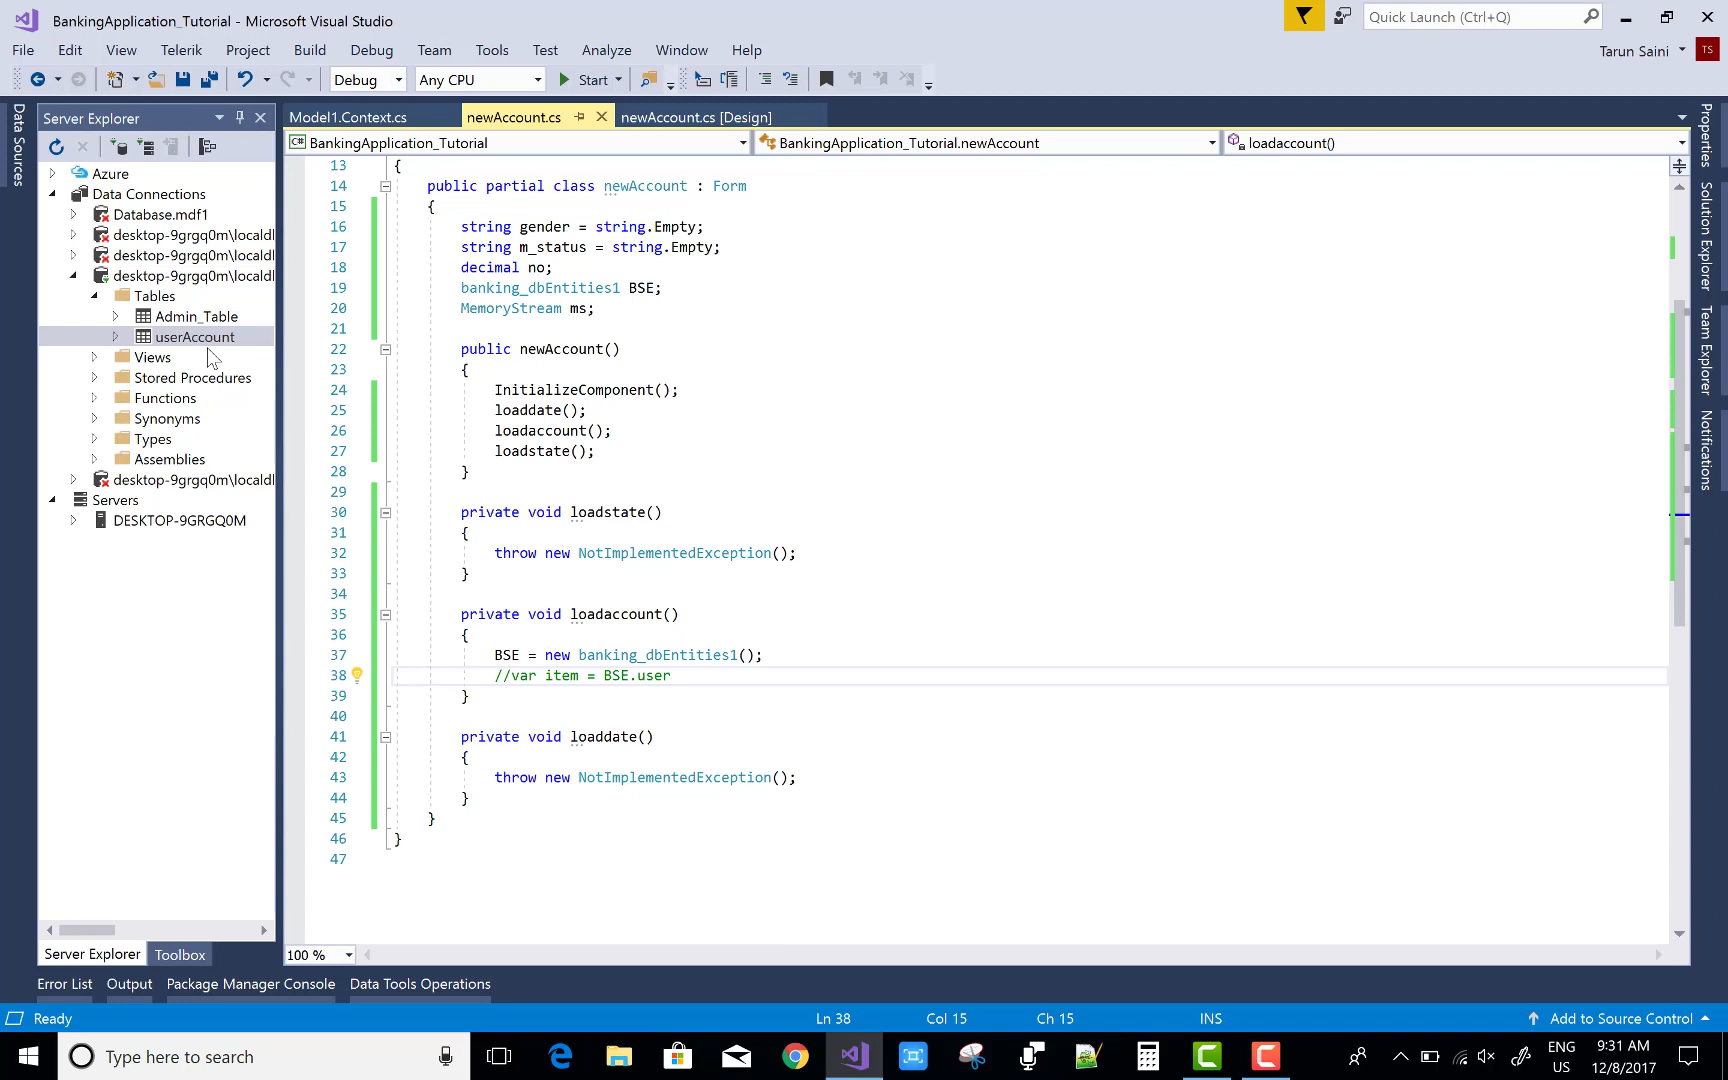 BankingApplication_Tutorial - Microsoft Visual Studio
Quick Launch (Ctrl+Q)
File Edit View Telerik Project Build Debug Team Tools Test Analyze Window Help
Tarun Saini TS
Debug Any CPU Start
Data Sources
Server Explorer
Model1.Context.cs newAccount.cs newAccount.cs [Design]
BankingApplication_Tutorial BankingApplication_Tutorial.newAccount loadaccount()
Azure
Data Connections
Database.mdf1
desktop-9grgq0m\locald
desktop-9grgq0m\locald
desktop-9grgq0m\locald
Tables
Admin_Table
userAccount
Views
Stored Procedures
Functions
Synonyms
Types
Assemblies
desktop-9grgq0m\locald
Servers
DESKTOP-9GRGQ0M
Server Explorer Toolbox
13 {
14 public partial class newAccount : Form
15 {
16 string gender = string.Empty;
17 string m_status = string.Empty;
18 decimal no;
19 banking_dbEntities1 BSE;
20 MemoryStream ms;
21
22 public newAccount()
23 {
24 InitializeComponent();
25 loaddate();
26 loadaccount();
27 loadstate();
28 }
29
30 private void loadstate()
31 {
32 throw new NotImplementedException();
33 }
34
35 private void loadaccount()
36 {
37 BSE = new banking_dbEntities1();
38 //var item = BSE.user
39 }
40
41 private void loaddate()
42 {
43 throw new NotImplementedException();
44 }
45 }
46 }
47
100 %
Properties
Solution Explorer
Team Explorer
Notifications
Error List Output Package Manager Console Data Tools Operations
Ready Ln 38 Col 15 Ch 15 INS Add to Source Control
Type here to search
ENG
US
9:31 AM
12/8/2017